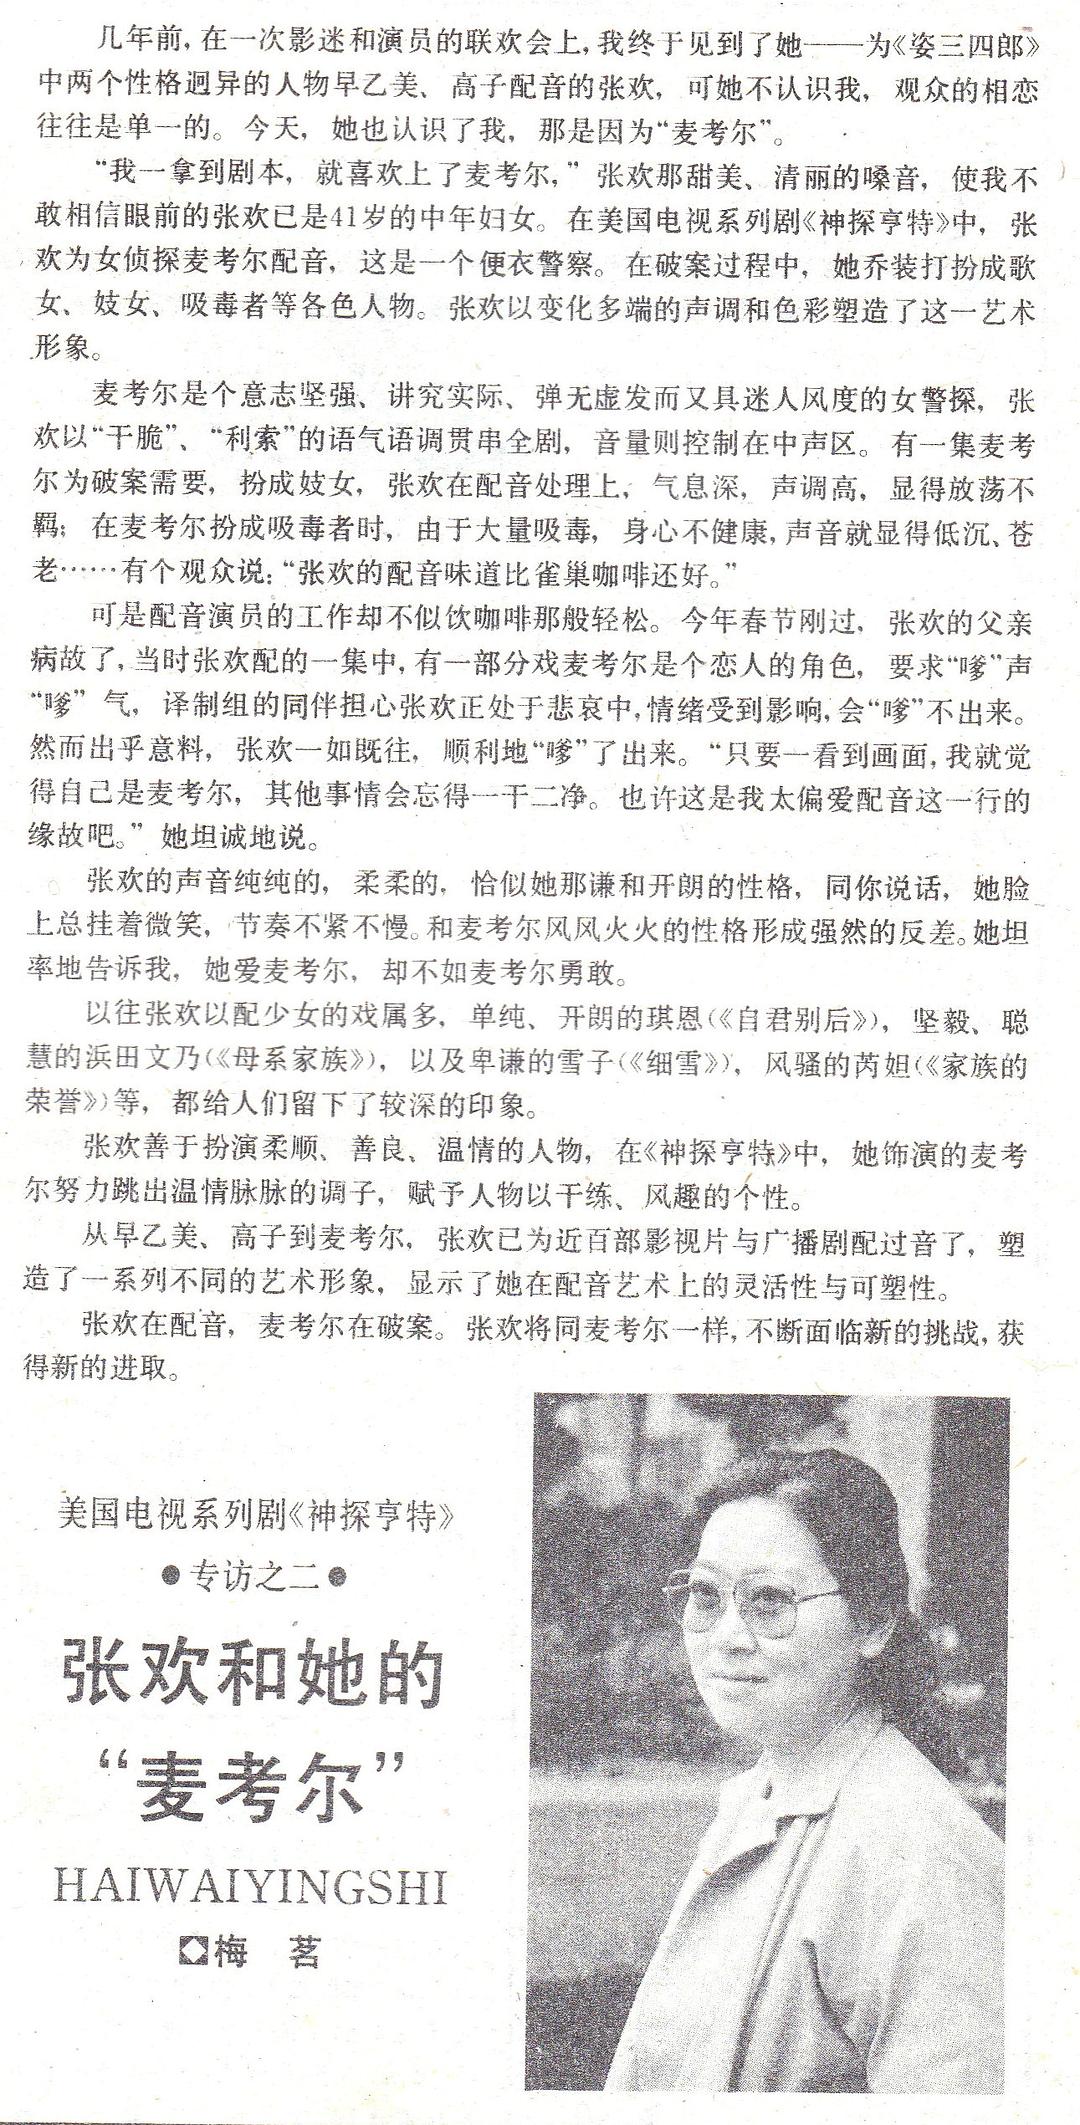 几年前,在一次影迷和演员的联欢会上,我终于见到了她——为《姿三四郎》
中两个性格迥异的人物早乙美、高子配音的张欢,可她不认识我,观众的相恋
往往是单一的。今天,她也认识了我,那是因为“麦考尔”。
“我一拿到剧本,就喜欢上了麦考尔,”张欢那甜美、清丽的嗓音,使我不
敢相信眼前的张欢已是41岁的中年妇女。在美国电视系列剧《神探亨特》中,张
欢为女侦探麦考尔配音,这是一个便衣警察。在破案过程中,她乔装打扮成歌
女、妓女、吸毒者等各色人物。张欢以变化多端的声调和色彩塑造了这一艺术
形象。
麦考尔是个意志坚强、讲究实际、弹无虚发而又具迷人风度的女警探,张
欢以“干脆”、“利索”的语气语调贯串全剧,音量则控制在中声区。有一集麦考
尔为破案需要,扮成妓女,张欢在配音处理上,气息深,声调高,显得放荡不
羁;在麦考尔扮成吸毒者时,由于大量吸毒,身心不健康,声音就显得低沉、苍
老……有个观众说:“张欢的配音味道比雀巢咖啡还好。”
可是配音演员的工作却不似饮咖啡那般轻松。今年春节刚过,张欢的父亲
病故了,当时张欢配的一集中,有一部分戏麦考尔是个恋人的角色,要求“嗲”声
“嗲”气,译制组的同伴担心张欢正处于悲哀中,情绪受到影响,会“嗲”不出来。
然而出乎意料,张欢一如既往,顺利地“嗲”了出来。“只要一看到画面,我就觉
得自己是麦考尔,其他事情会忘得一干二净。也许这是我太偏爱配音这一行的
缘故吧。”她坦诚地说。
张欢的声音纯纯的,柔柔的,恰似她那谦和开朗的性格,同你说话,她脸
上总挂着微笑,节奏不紧不慢。和麦考尔风风火火的性格形成强然的反差。她坦
率地告诉我,她爱麦考尔,却不如麦考尔勇敢。
以往张欢以配少女的戏属多,单纯、开朗的琪恩(《自君别后》),坚毅、聪
慧的浜田文乃(《母系家族》),以及卑谦的雪子(《细雪》),风骚的芮妲(《家族的
荣誉》)等,都给人们留下了较深的印象。
张欢善于扮演柔顺、善良、温情的人物,在《神探亨特》中,她饰演的麦考
尔努力跳出温情脉脉的调子,赋予人物以干练、风趣的个性。
从早乙美、高子到麦考尔,张欢已为近百部影视片与广播剧配过音了,塑
造了一系列不同的艺术形象,显示了她在配音艺术上的灵活性与可塑性。
张欢在配音,麦考尔在破案。张欢将同麦考尔一样,不断面临新的挑战,获
得新的进取。
美国电视系列剧《神探亨特》
●专访之二●
张欢和她的
“麦考尔”
HAIWAIYINGSHI
梅 茗